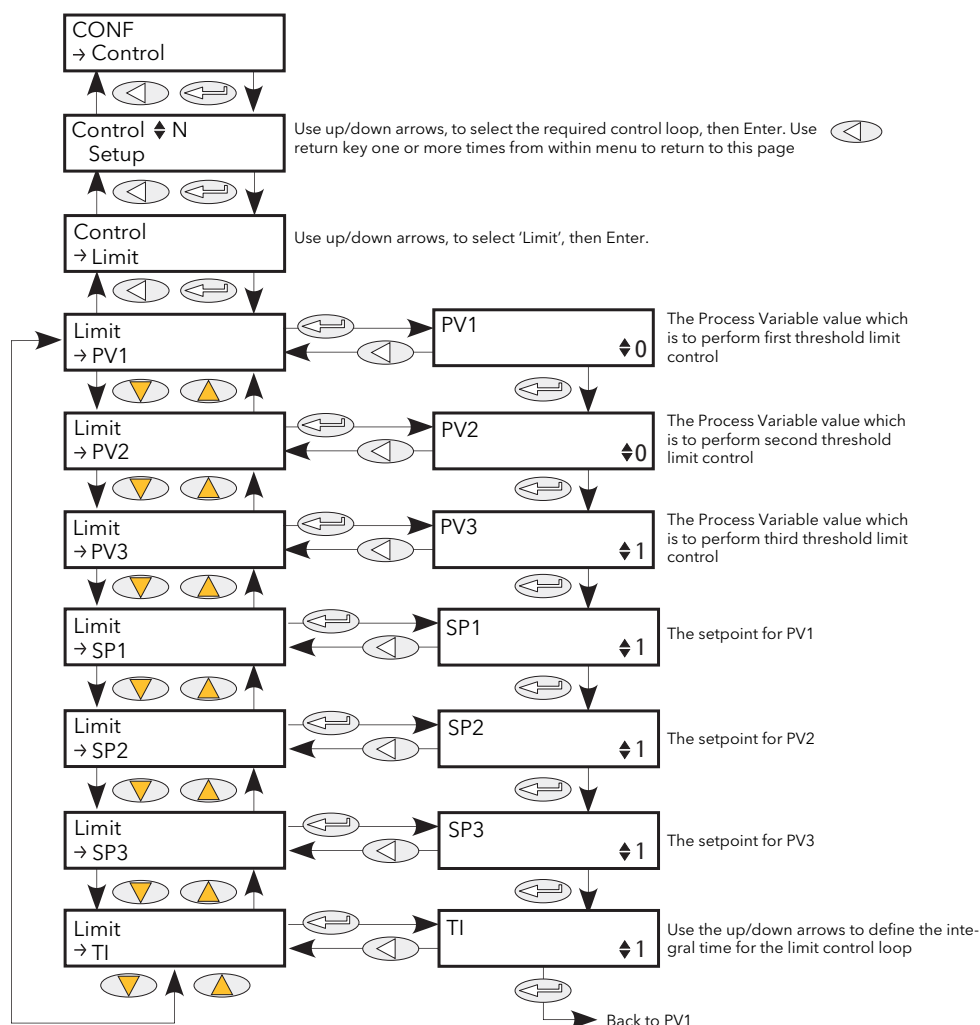 CONF
→ Control
Control ♦ N
Setup
Use up/down arrows, to select the required control loop, then Enter. Use
return key one or more times from within menu to return to this page
Control
→ Limit
Use up/down arrows, to select ‘Limit’, then Enter.
Limit
→ PV1
PV1
♦0
The Process Variable value which
is to perform first threshold limit
control
Limit
→ PV2
PV2
♦0
The Process Variable value which
is to perform second threshold
limit control
Limit
→ PV3
PV3
♦1
The Process Variable value which
is to perform third threshold limit
control
Limit
→ SP1
SP1
♦1
The setpoint for PV1
Limit
→ SP2
SP2
♦1
The setpoint for PV2
Limit
→ SP3
SP3
♦1
The setpoint for PV3
Limit
→ TI
TI
♦1
Use the up/down arrows to define the inte-
gral time for the limit control loop
Back to PV1